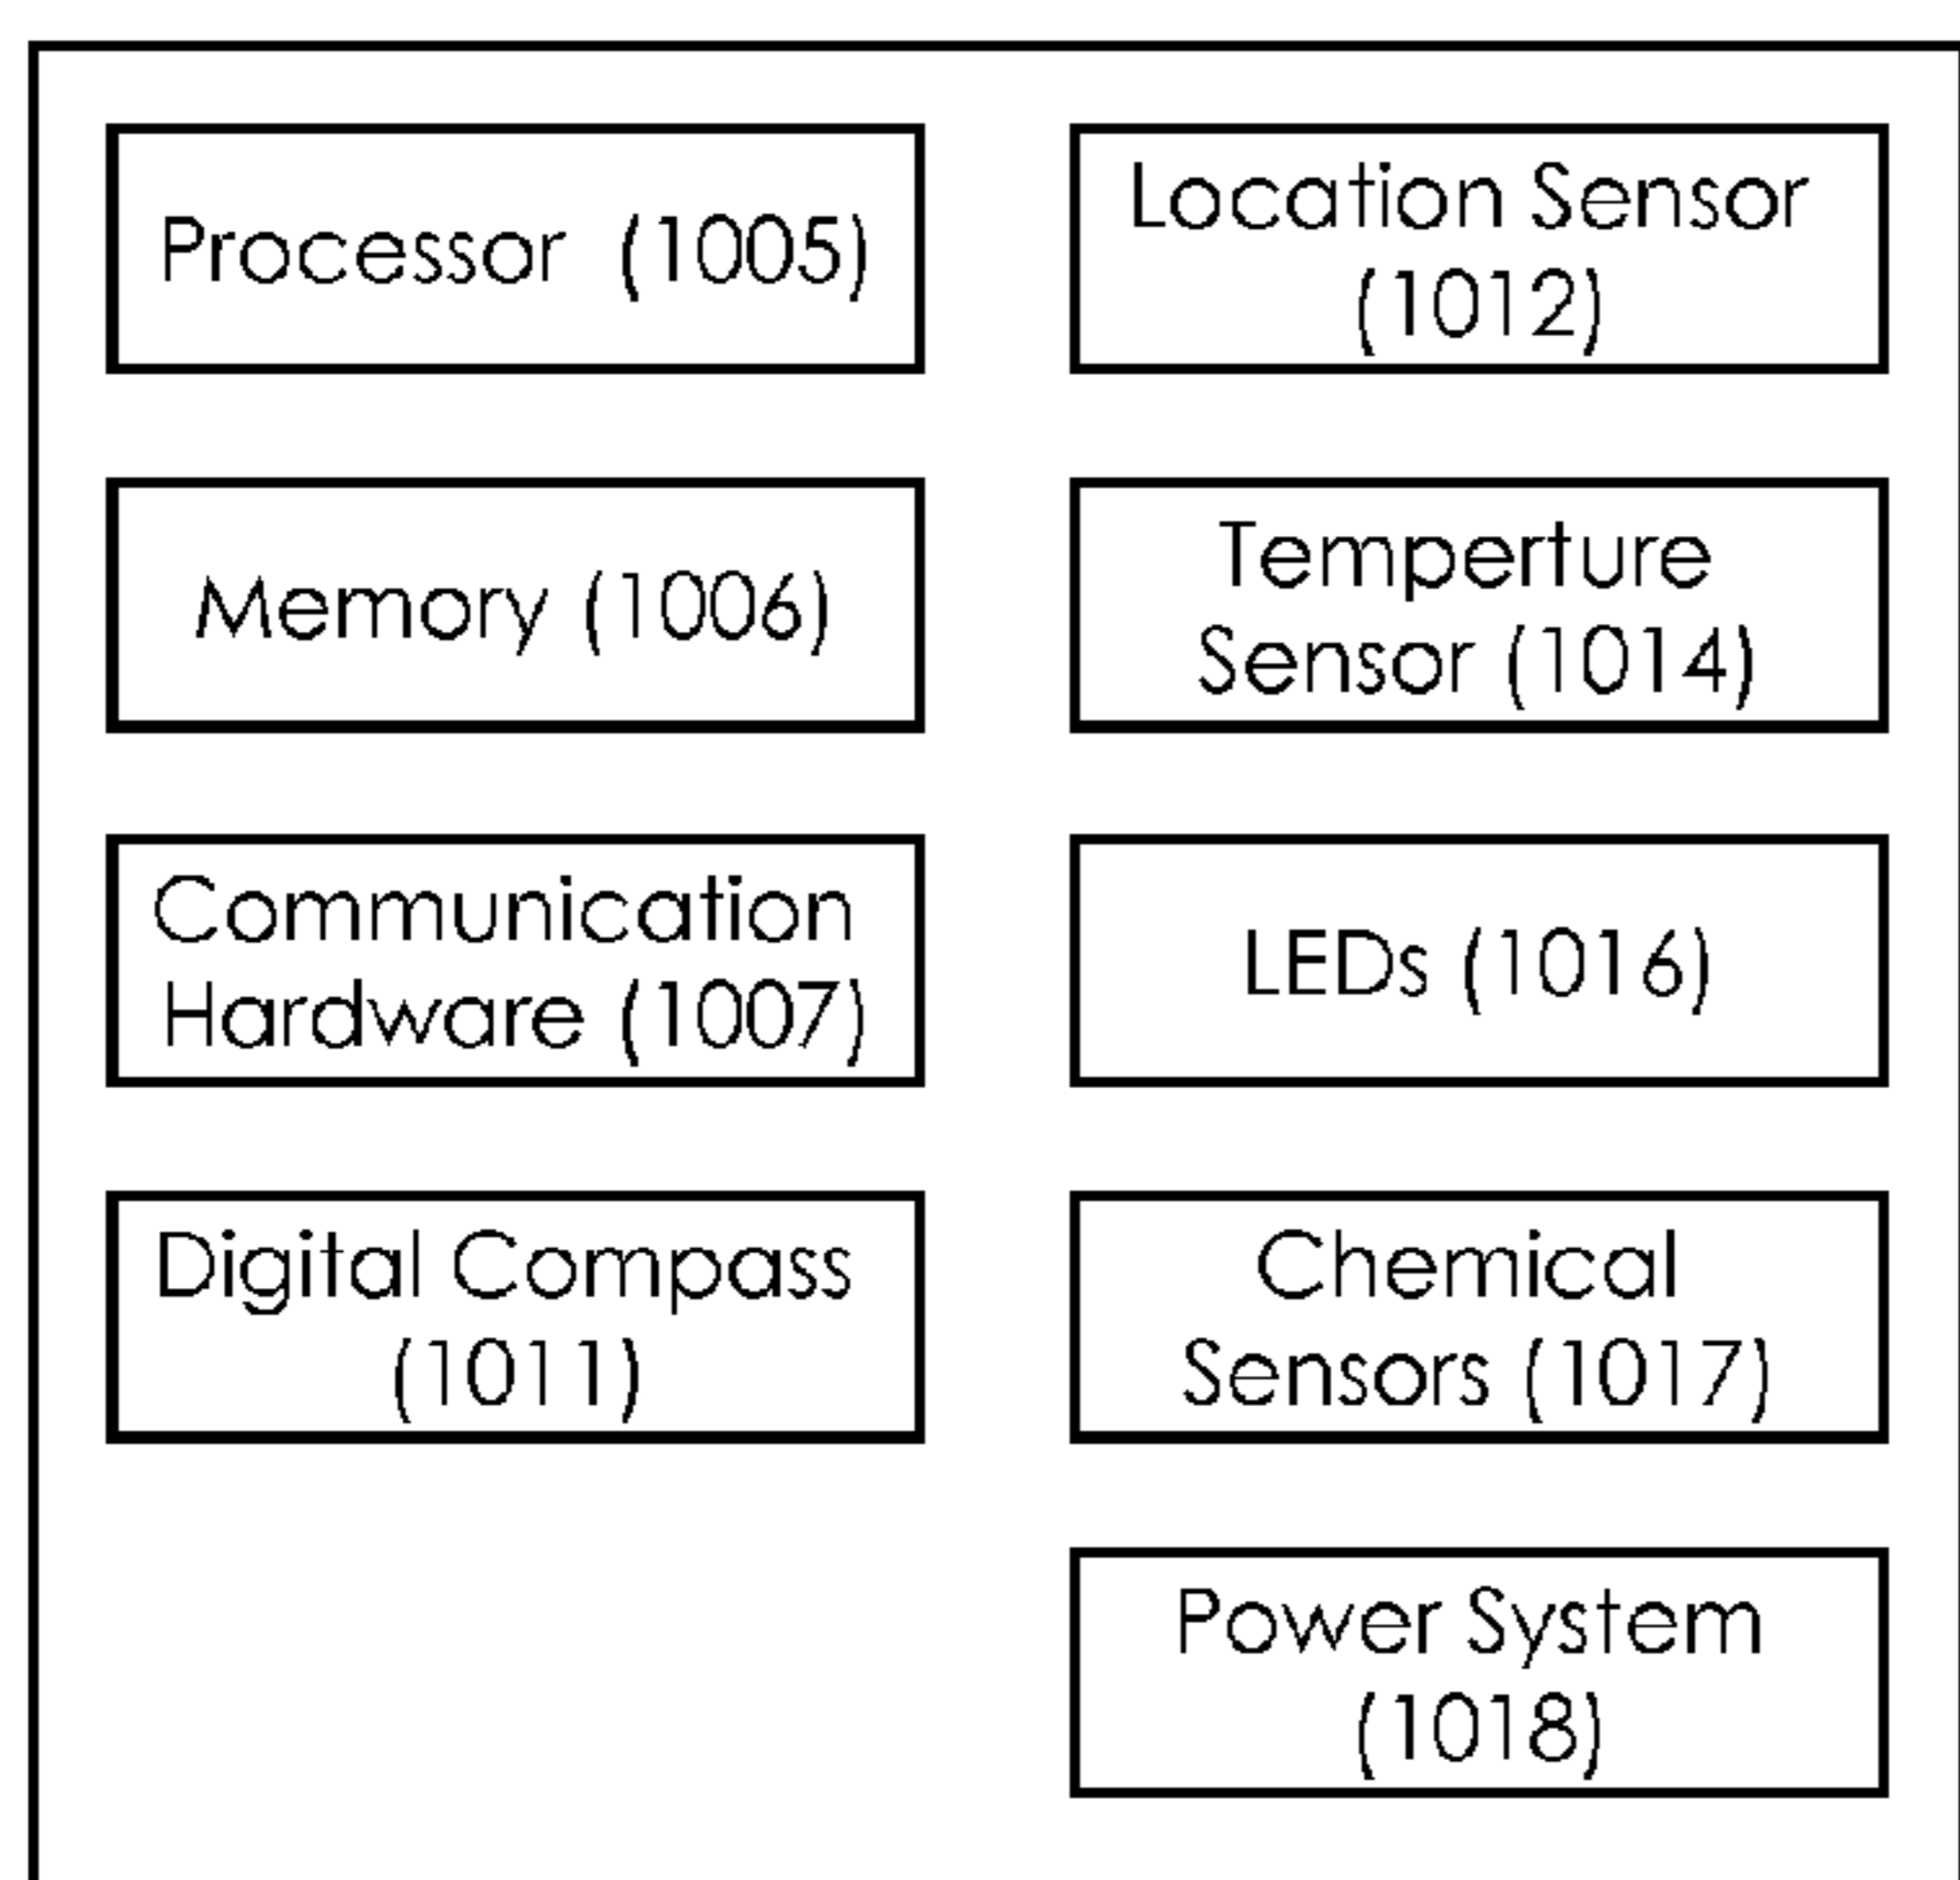 Processor (1005)
Memory (1006)
Communication
Hardware (1007)
Digital Compass
(1011)
Location Sensor
(1012)
Temperture
Sensor (1014)
LEDs (1016)
Chemical
Sensors (1017)
Power System
(1018)